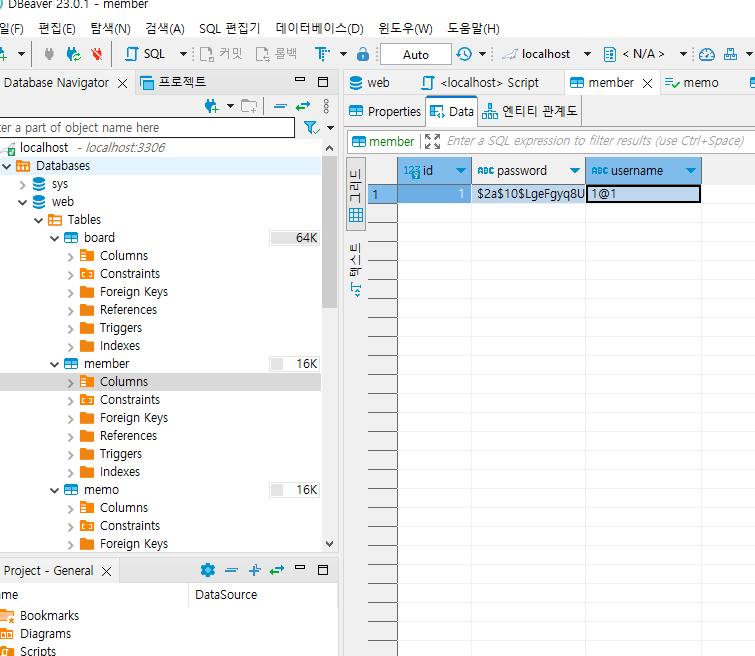 DBeaver 23.0.1 - member
일(F) 편집(E) 탐색(N) 검색(A) SQL 편집기 데이터베이스(D) 윈도우(W) 도움말(H)
SQL 커밋 롤백 Auto localhost < N/A >
Database Navigator 프로젝트
web <localhost> Script member memo
Properties Data 엔티티 관계도
er a part of object name here
member Enter a SQL expression to filter results (use Ctrl+Space)
localhost - localhost:3306
Databases
sys
web
Tables
board 64K
Columns
Constraints
Foreign Keys
References
Triggers
Indexes
member 16K
Columns
Constraints
Foreign Keys
References
Triggers
Indexes
memo 16K
Columns
Constraints
Foreign Keys
그리드
텍스트
123 id ABC password ABC username
1 1 $2a$10$LgeFgyq8U 1@1
Project - General
me DataSource
Bookmarks
Diagrams
Scripts